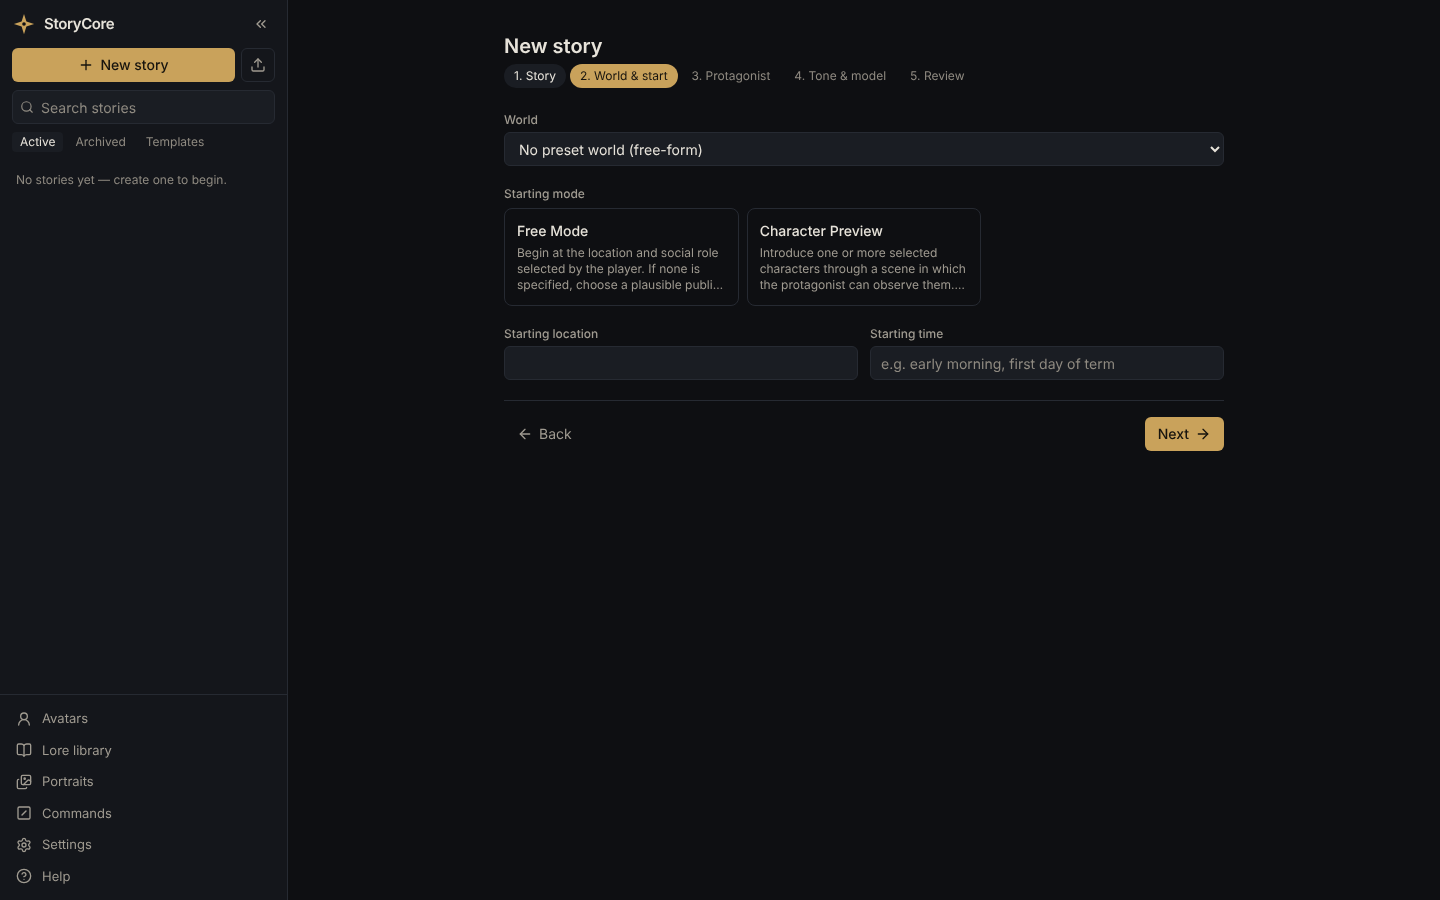 StoryCore
New story
Search stories
Active Archived Templates
No stories yet — create one to begin.
Avatars
Lore library
Portraits
Commands
Settings
Help
New story
1. Story 2. World & start 3. Protagonist 4. Tone & model 5. Review
World
No preset world (free-form)
Starting mode
Free Mode
Begin at the location and social role
selected by the player. If none is
specified, choose a plausible publi...
Character Preview
Introduce one or more selected
characters through a scene in which
the protagonist can observe them....
Starting location
Starting time
e.g. early morning, first day of term
Back
Next